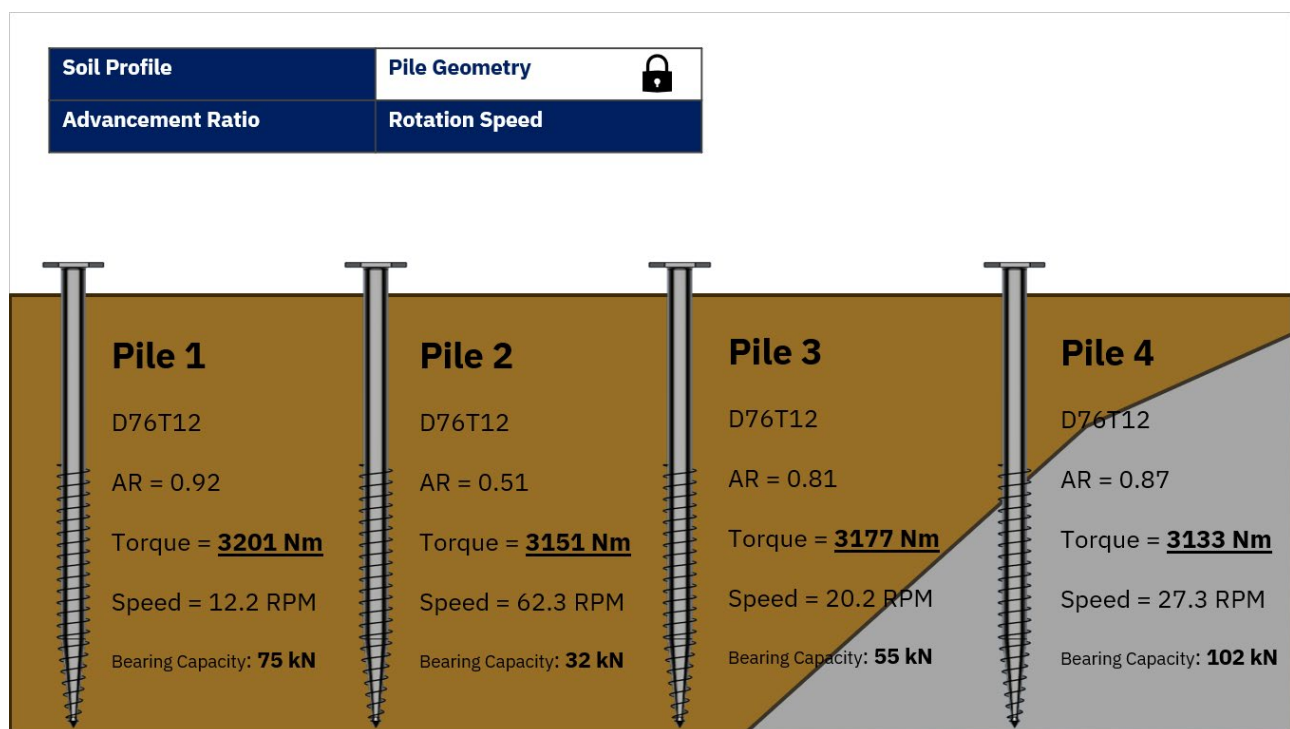 Soil Profile
Pile Geometry
Advancement Ratio
Rotation Speed
Pile 1
D76T12
AR = 0.92
Torque = 3201 Nm
Speed = 12.2 RPM
Bearing Capacity: 75 kN
Pile 2
D76T12
AR = 0.51
Torque = 3151 Nm
Speed = 62.3 RPM
Bearing Capacity: 32 kN
Pile 3
D76T12
AR = 0.81
Torque = 3177 Nm
Speed = 20.2 RPM
Bearing Capacity: 55 kN
Pile 4
D76T12
AR = 0.87
Torque = 3133 Nm
Speed = 27.3 RPM
Bearing Capacity: 102 kN